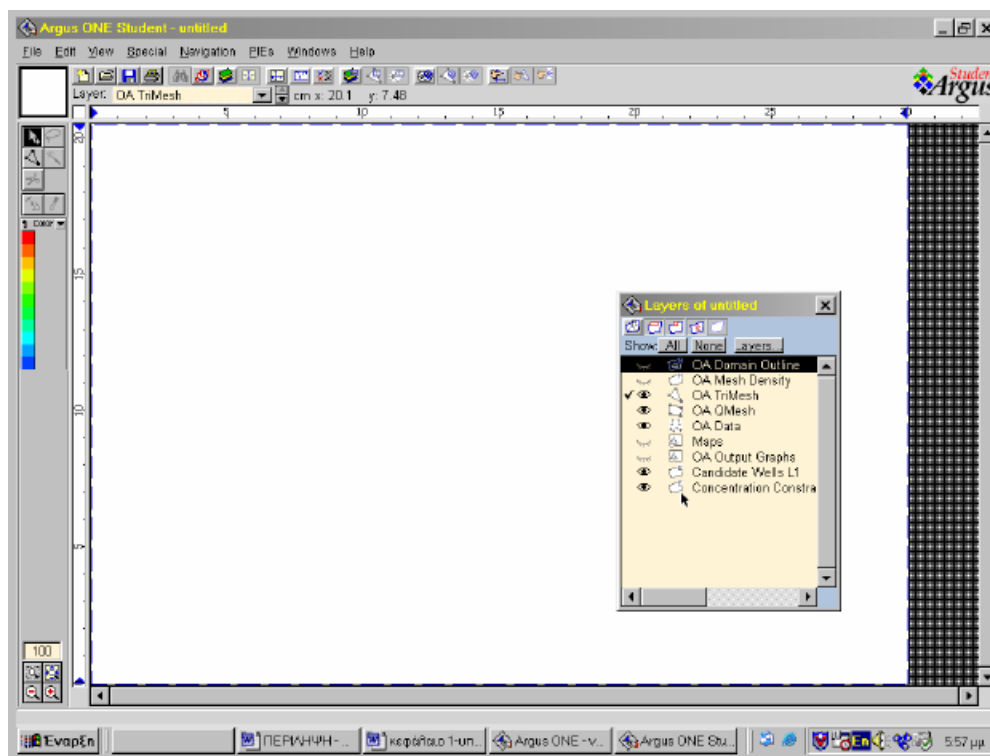 Argus ONE Student - untitled
File Edit View Special Navigation PIEs Windows Help
Student
Argus
Layer: OA TriMesh cm x: 20.1 y: 7.48
5 10 15 20 25 30
20
Color
15
10
5
Layers of untitled
Show: All None Layers...
OA Domain Outline
OA Mesh Density
OA TriMesh
OA QMesh
OA Data
Maps
OA Output Graphs
Candidate Wells L1
Concentration Constra
100
Έναρξη ΠΕΡΙΛΗΨΗ -... κεφάλαιο 1-υπ... Argus ONE - v... Argus ONE Stu... En 5:57 μμ